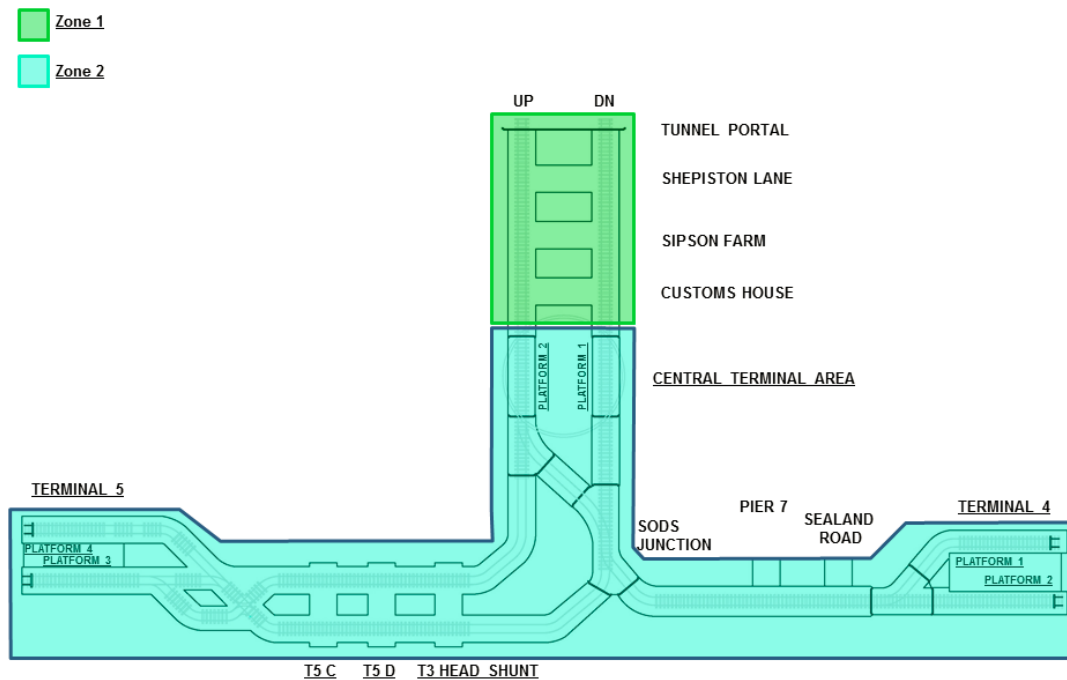 Zone 1
Zone 2
UP DN
TUNNEL PORTAL
SHEPISTON LANE
SIPSON FARM
CUSTOMS HOUSE
PLATFORM 2
PLATFORM 1
CENTRAL TERMINAL AREA
TERMINAL 5
PIER 7
TERMINAL 4
SODS
JUNCTION
SEALAND
ROAD
PLATFORM 4
PLATFORM 3
PLATFORM 1
PLATFORM 2
T5 C T5 D T3 HEAD SHUNT